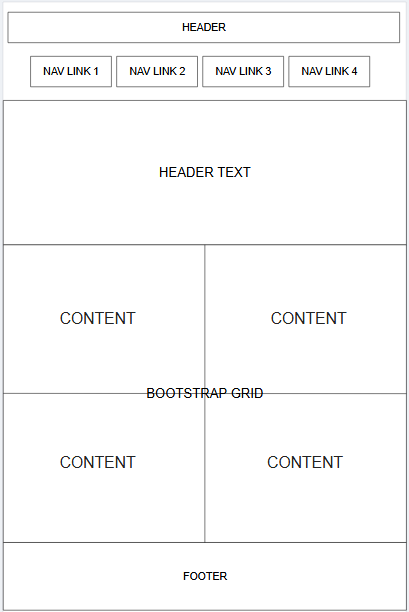 HEADER
NAV LINK 1
NAV LINK 2
NAV LINK 3
NAV LINK 4
HEADER TEXT
CONTENT
CONTENT
BOOTSTRAP GRID
CONTENT
CONTENT
FOOTER